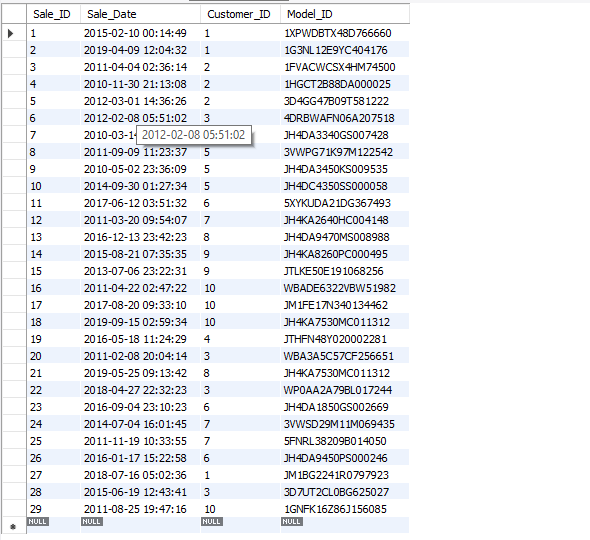 Sale_ID Sale_Date Customer_ID Model_ID
1 2015-02-10 00:14:49 1 1XPWDBTX48D766660
2 2019-04-09 12:04:32 1 1G3NL12E9YC404176
3 2011-04-04 02:36:14 2 1FVACWCSX4HM74500
4 2010-11-30 21:13:08 2 1HGCT2B88DA000025
5 2012-03-01 14:36:26 2 3D4GG47B09T581222
6 2012-02-08 05:51:02 3 4DRBWAFN06A207518
7 2010-03-14 JH4DA3340GS007428
2012-02-08 05:51:02
8 2011-09-09 11:23:37 5 3VWPG71K97M122542
9 2010-05-02 23:36:09 5 JH4DA3450KS009535
10 2014-09-30 01:27:34 5 JH4DC4350SS000058
11 2017-06-12 03:51:32 6 5XYKUDA21DG367493
12 2011-03-20 09:54:07 7 JH4KA2640HC004148
13 2016-12-13 23:42:23 8 JH4DA9470MS008988
14 2015-08-21 07:35:35 9 JH4KA8260PC000495
15 2013-07-06 23:22:31 9 JTLKE50E191068256
16 2011-04-22 02:47:22 10 WBADE6322VBW51982
17 2017-08-20 09:33:10 10 JM1FE17N340134462
18 2019-09-15 02:59:34 10 JH4KA7530MC011312
19 2016-05-18 11:24:29 4 JTHFN48Y020002281
20 2011-02-08 20:04:14 3 WBA3A5C57CF256651
21 2019-05-25 09:13:42 8 JH4KA7530MC011312
22 2018-04-27 22:32:23 3 WP0AA2A79BL017244
23 2016-09-04 23:10:23 6 JH4DA1850GS002669
24 2014-07-04 16:01:45 7 3VWSD29M11M069435
25 2011-11-19 10:33:55 7 5FNRL38209B014050
26 2016-01-17 15:22:58 6 JH4DA9450PS000246
27 2018-07-16 05:02:36 1 JM1BG2241R0797923
28 2015-06-19 12:43:41 3 3D7UT2CL0BG625027
29 2011-08-25 19:47:16 10 1GNFK16Z86J156085
NULL NULL NULL NULL